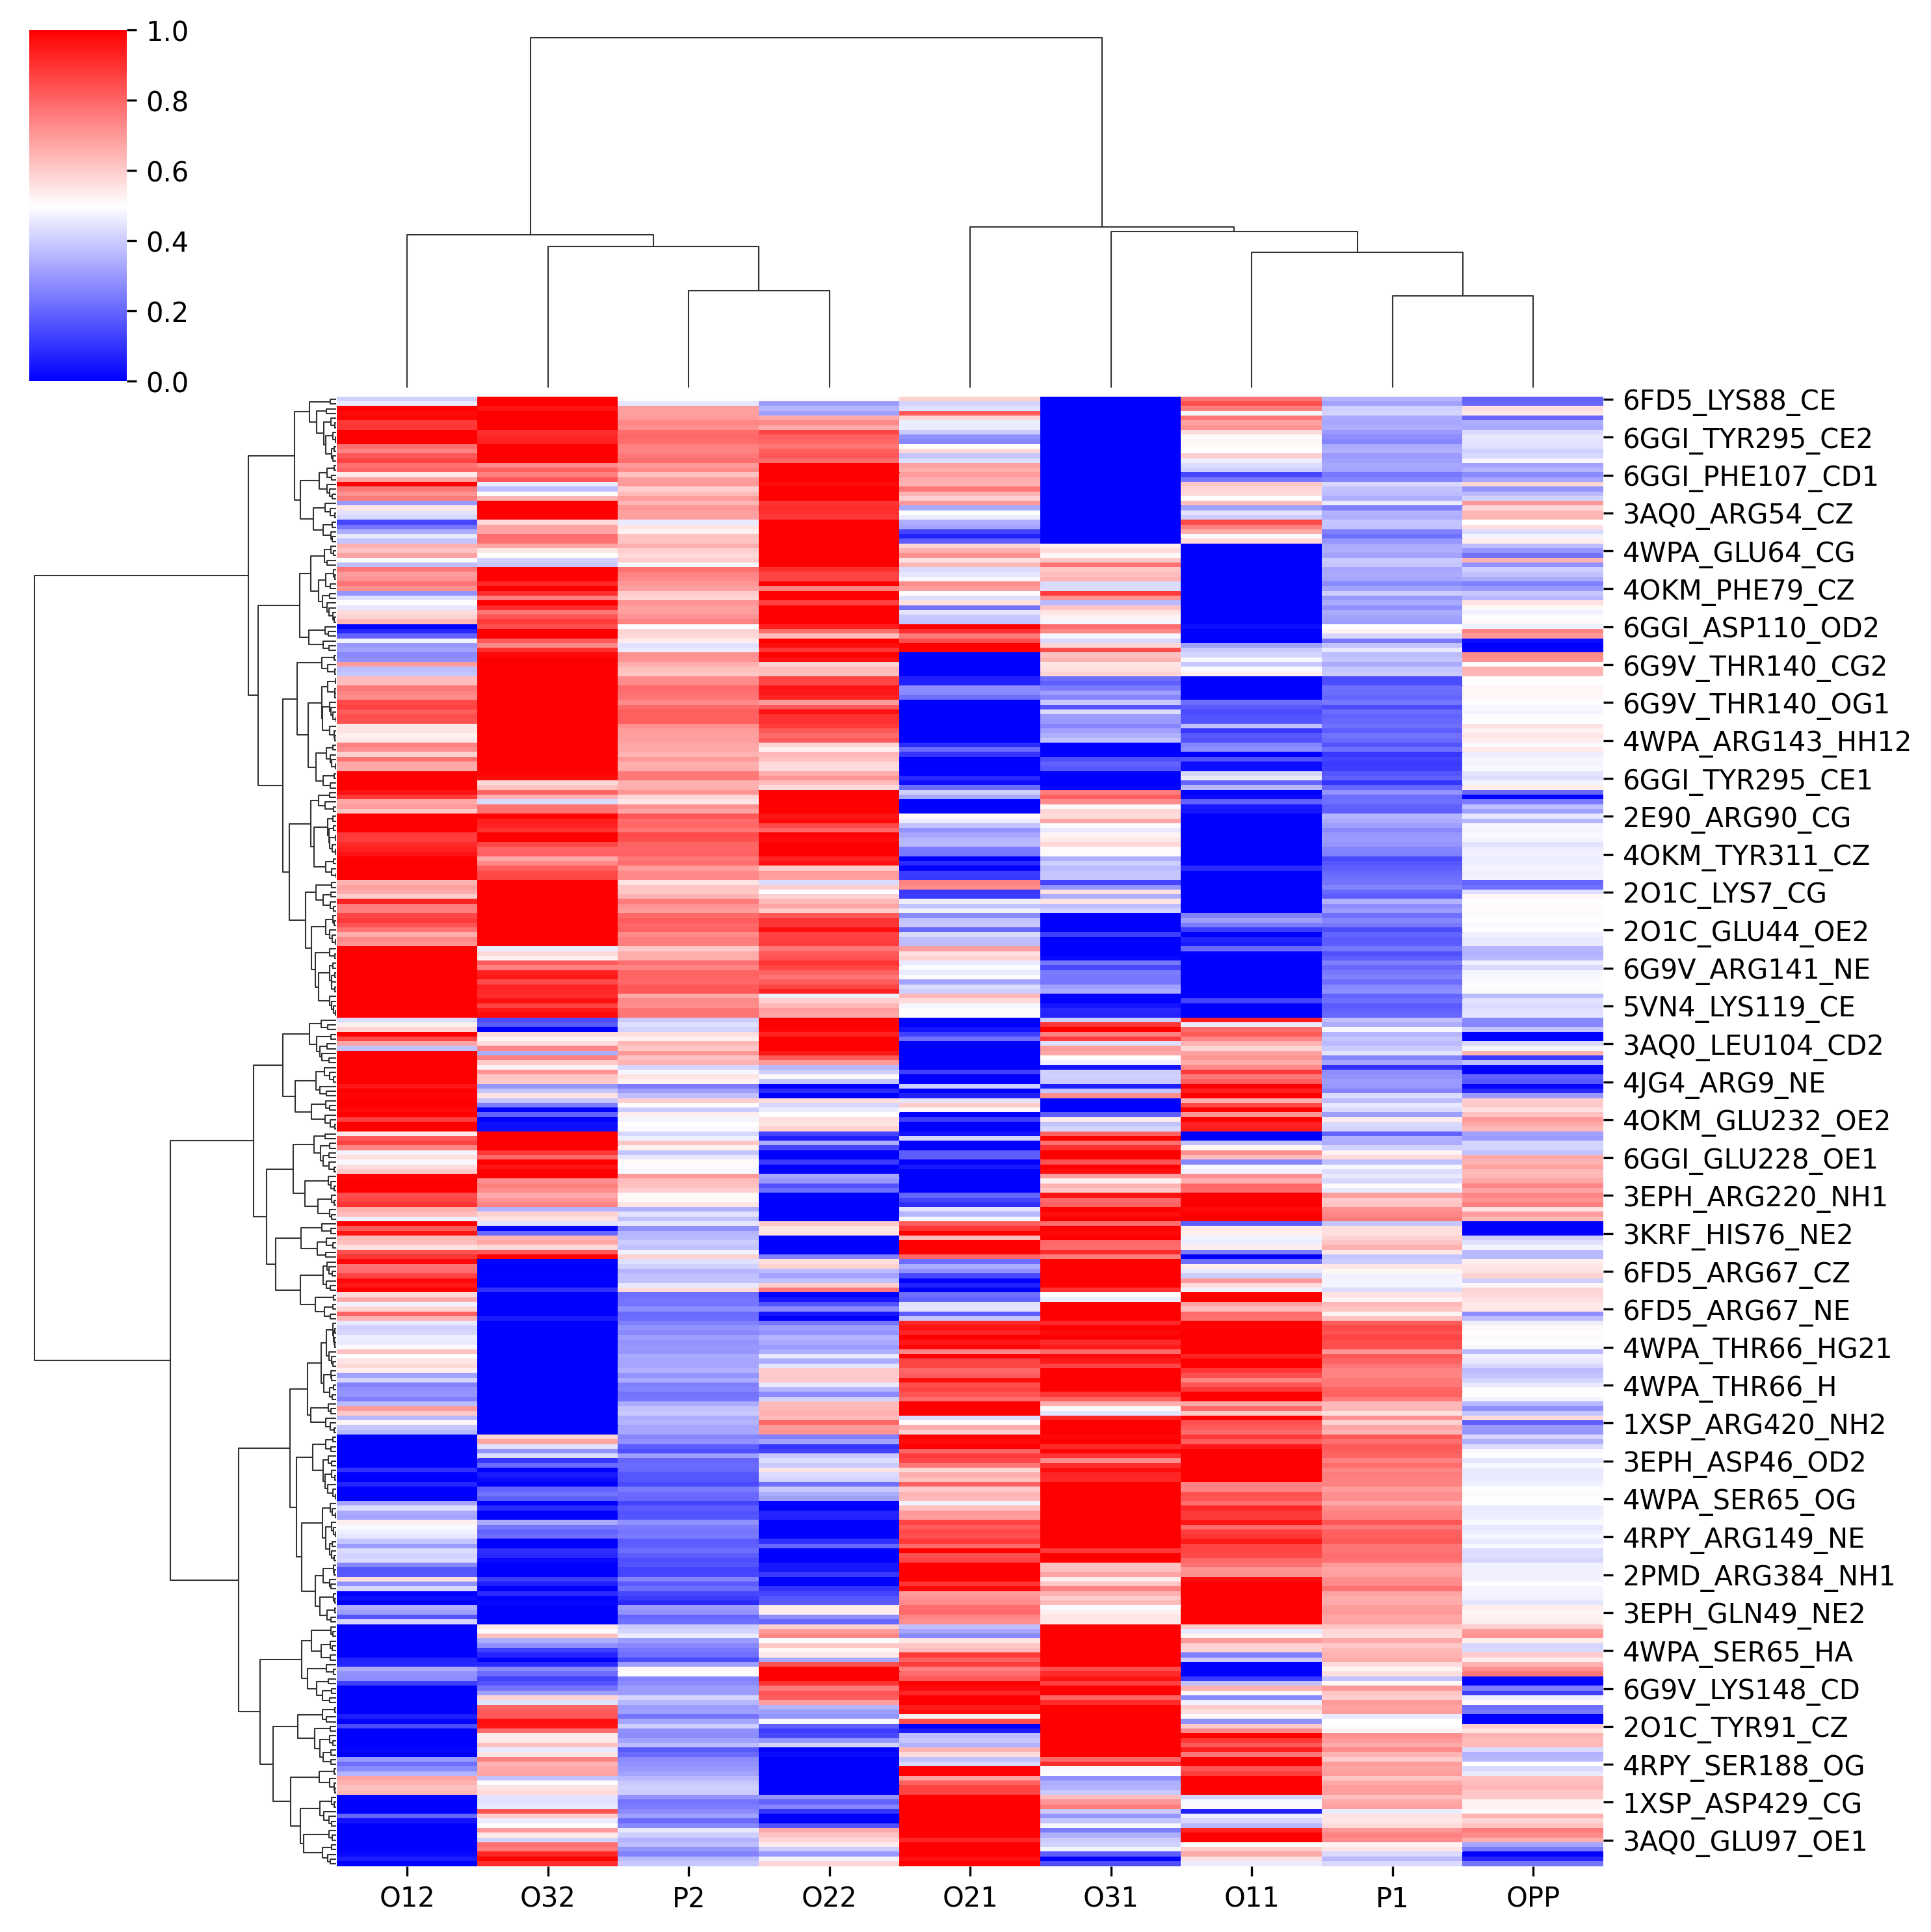 1.0
0.8
0.6
0.4
0.2
0.0
6FD5_LYS88_CE
6GGI_TYR295_CE2
6GGI_PHE107_CD1
3AQ0_ARG54_CZ
4WPA_GLU64_CG
4OKM_PHE79_CZ
6GGI_ASP110_OD2
6G9V_THR140_CG2
6G9V_THR140_OG1
4WPA_ARG143_HH12
6GGI_TYR295_CE1
2E90_ARG90_CG
4OKM_TYR311_CZ
2O1C_LYS7_CG
2O1C_GLU44_OE2
6G9V_ARG141_NE
5VN4_LYS119_CE
3AQ0_LEU104_CD2
4JG4_ARG9_NE
4OKM_GLU232_OE2
6GGI_GLU228_OE1
3EPH_ARG220_NH1
3KRF_HIS76_NE2
6FD5_ARG67_CZ
6FD5_ARG67_NE
4WPA_THR66_HG21
4WPA_THR66_H
1XSP_ARG420_NH2
3EPH_ASP46_OD2
4WPA_SER65_OG
4RPY_ARG149_NE
2PMD_ARG384_NH1
3EPH_GLN49_NE2
4WPA_SER65_HA
6G9V_LYS148_CD
2O1C_TYR91_CZ
4RPY_SER188_OG
1XSP_ASP429_CG
3AQ0_GLU97_OE1
O12 O32 P2 O22 O21 O31 O11 P1 OPP